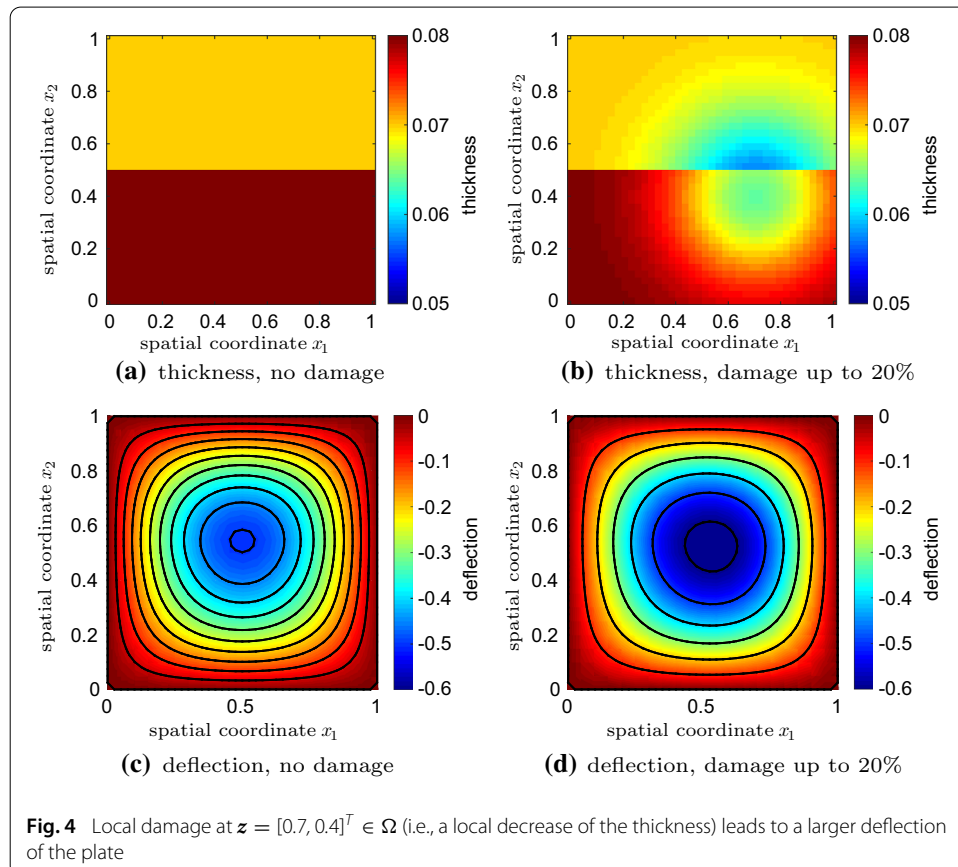 1
0.8
0.6
0.4
0.2
0
spatial coordinate x₂
0 0.2 0.4 0.6 0.8 1
spatial coordinate x₁
0.08
0.07
0.06
0.05
thickness
(a) thickness, no damage
1
0.8
0.6
0.4
0.2
0
spatial coordinate x₂
0 0.2 0.4 0.6 0.8 1
spatial coordinate x₁
0.08
0.07
0.06
0.05
thickness
(b) thickness, damage up to 20%
1
0.8
0.6
0.4
0.2
0
spatial coordinate x₂
0 0.5 1
spatial coordinate x₁
0
-0.1
-0.2
-0.3
-0.4
-0.5
-0.6
deflection
(c) deflection, no damage
1
0.8
0.6
0.4
0.2
0
spatial coordinate x₂
0 0.5 1
spatial coordinate x₁
0
-0.1
-0.2
-0.3
-0.4
-0.5
-0.6
deflection
(d) deflection, damage up to 20%
Fig. 4 Local damage at z = [0.7, 0.4]ᵀ ∈ Ω (i.e., a local decrease of the thickness) leads to a larger deflection
of the plate